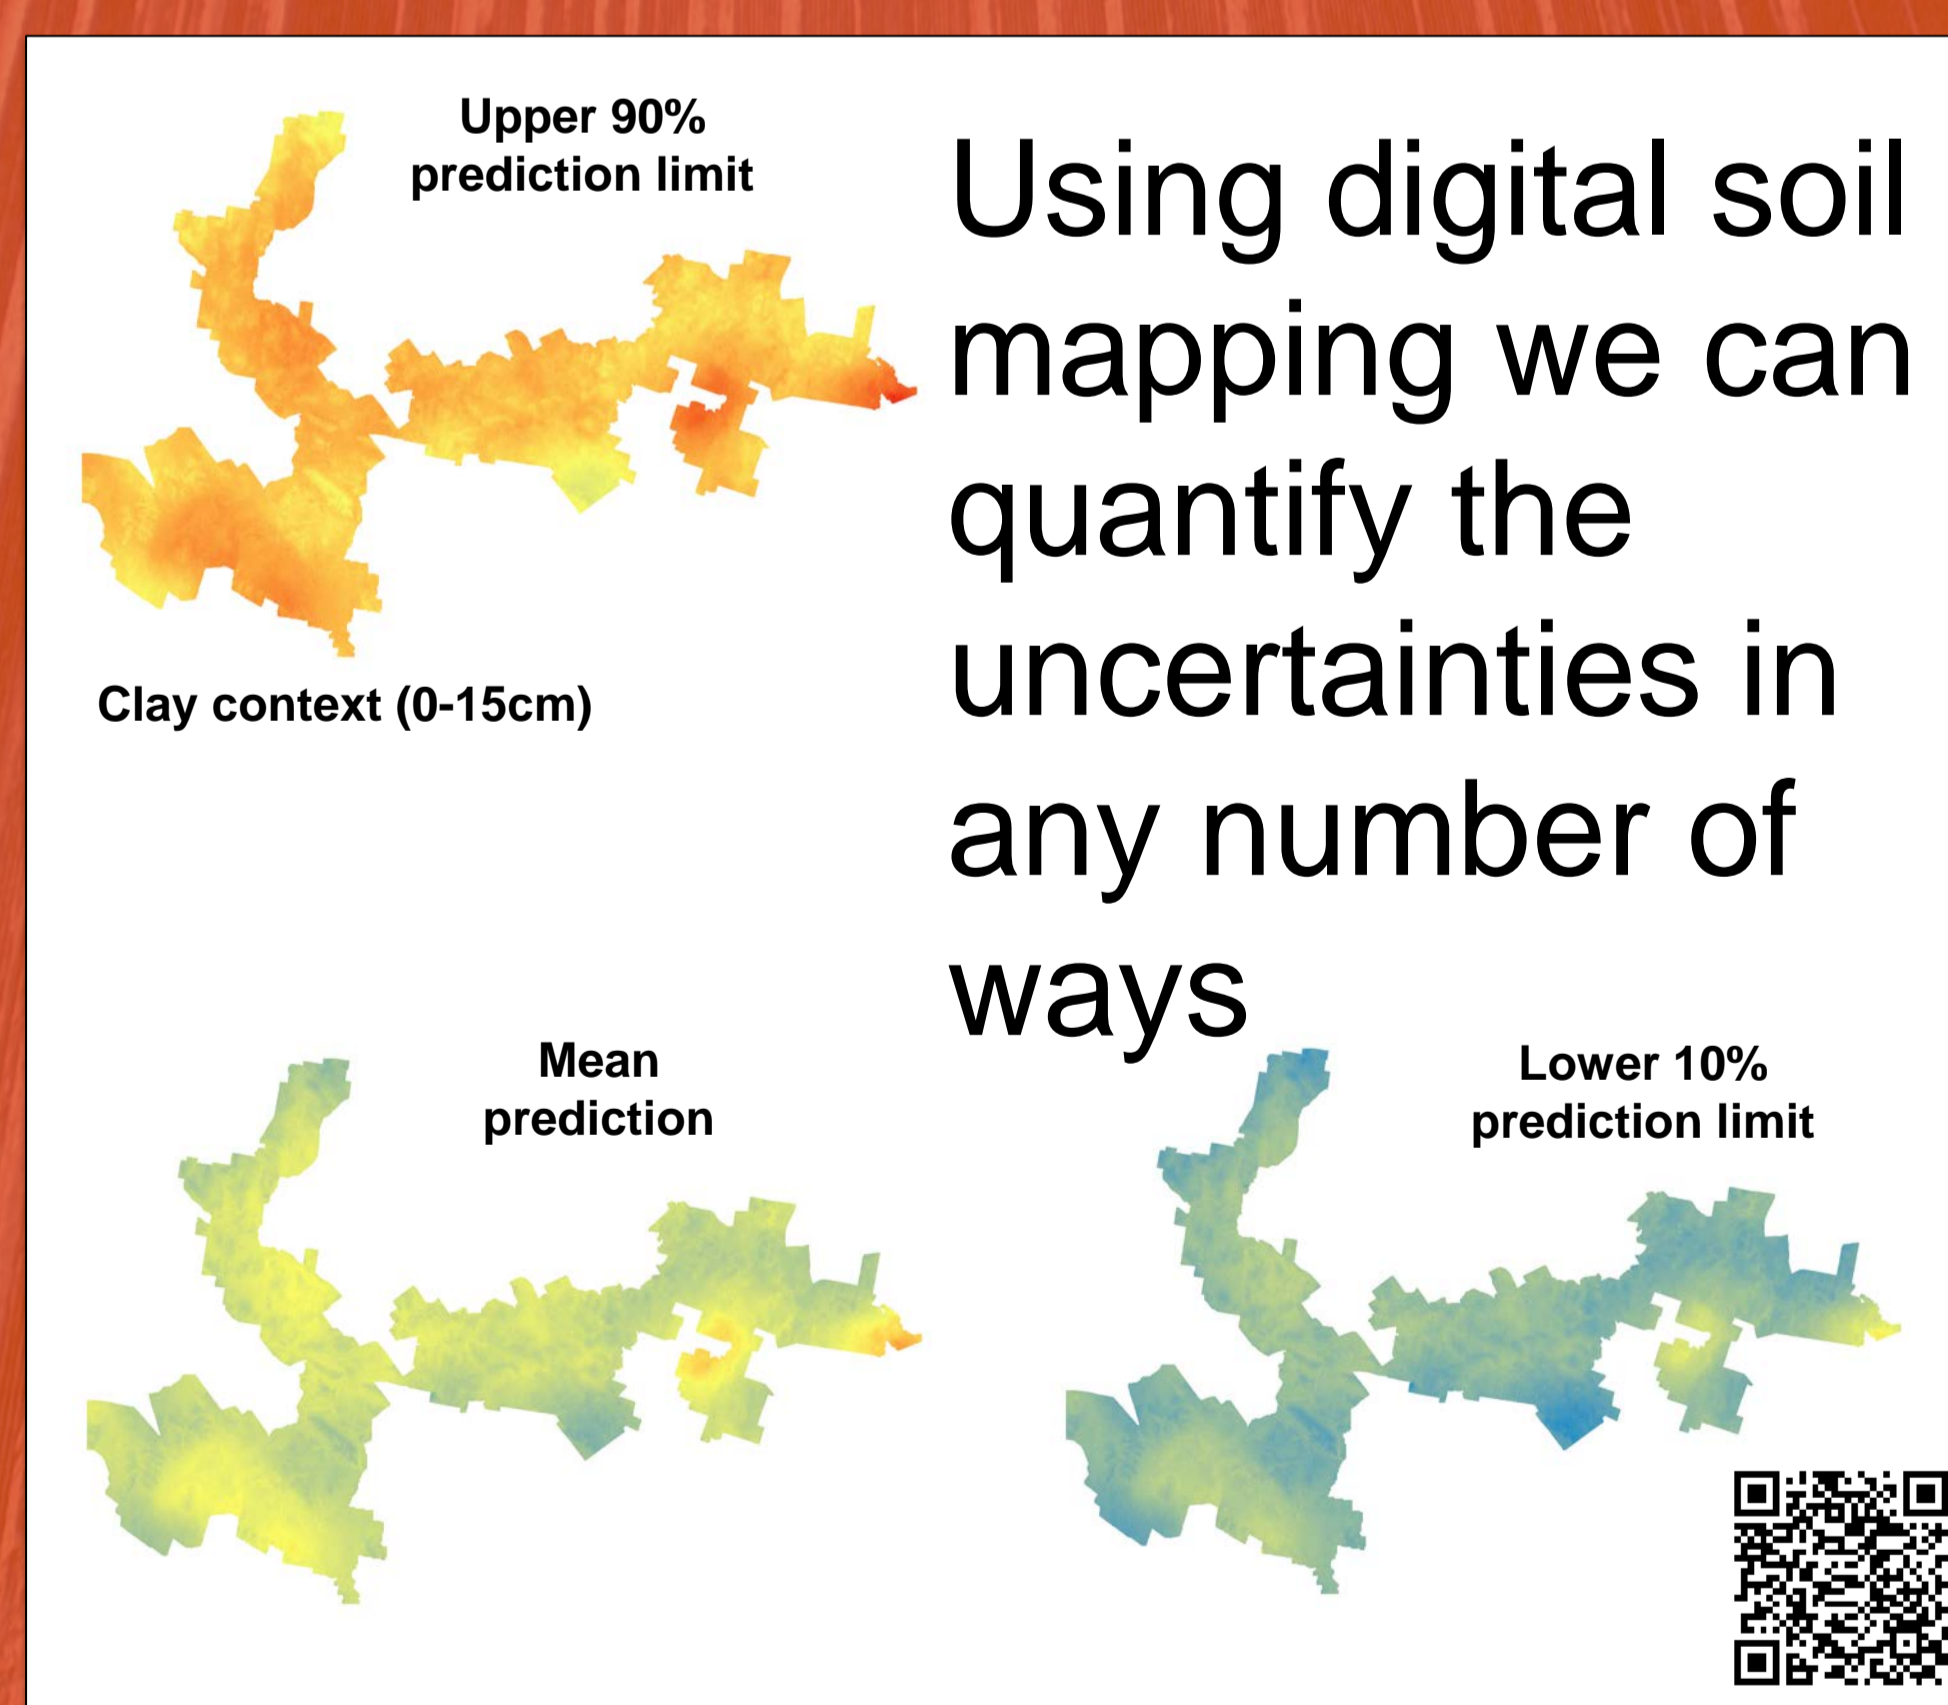 Upper 90%
prediction limit
Using digital soil
mapping we can
quantify the
uncertainties in
any number of
ways
Clay context (0-15cm)
Mean
prediction
Lower 10%
prediction limit